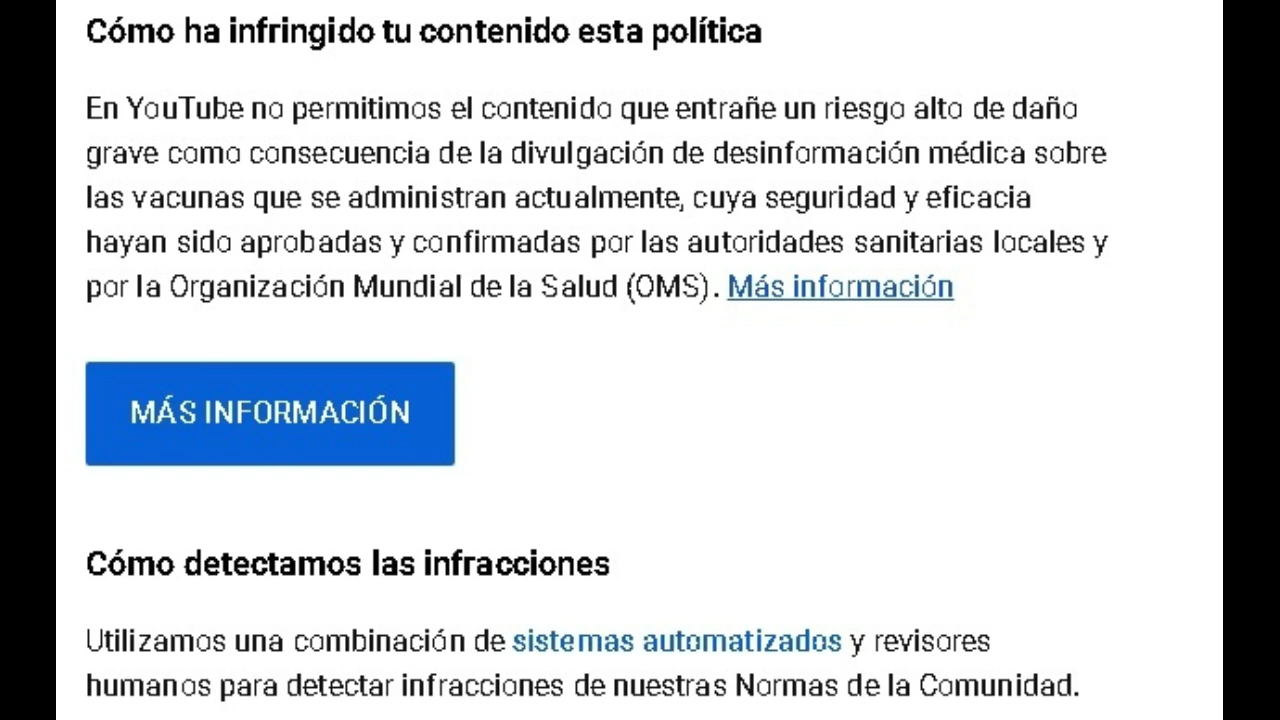 Cómo ha infringido tu contenido esta política
En YouTube no permitimos el contenido que entrañe un riesgo alto de daño
grave como consecuencia de la divulgación de desinformación médica sobre
las vacunas que se administran actualmente, cuya seguridad y eficacia
hayan sido aprobadas y confirmadas por las autoridades sanitarias locales y
por la Organización Mundial de la Salud (OMS). Más información
MÁS INFORMACIÓN
Cómo detectamos las infracciones
Utilizamos una combinación de sistemas automatizados y revisores
humanos para detectar infracciones de nuestras Normas de la Comunidad.